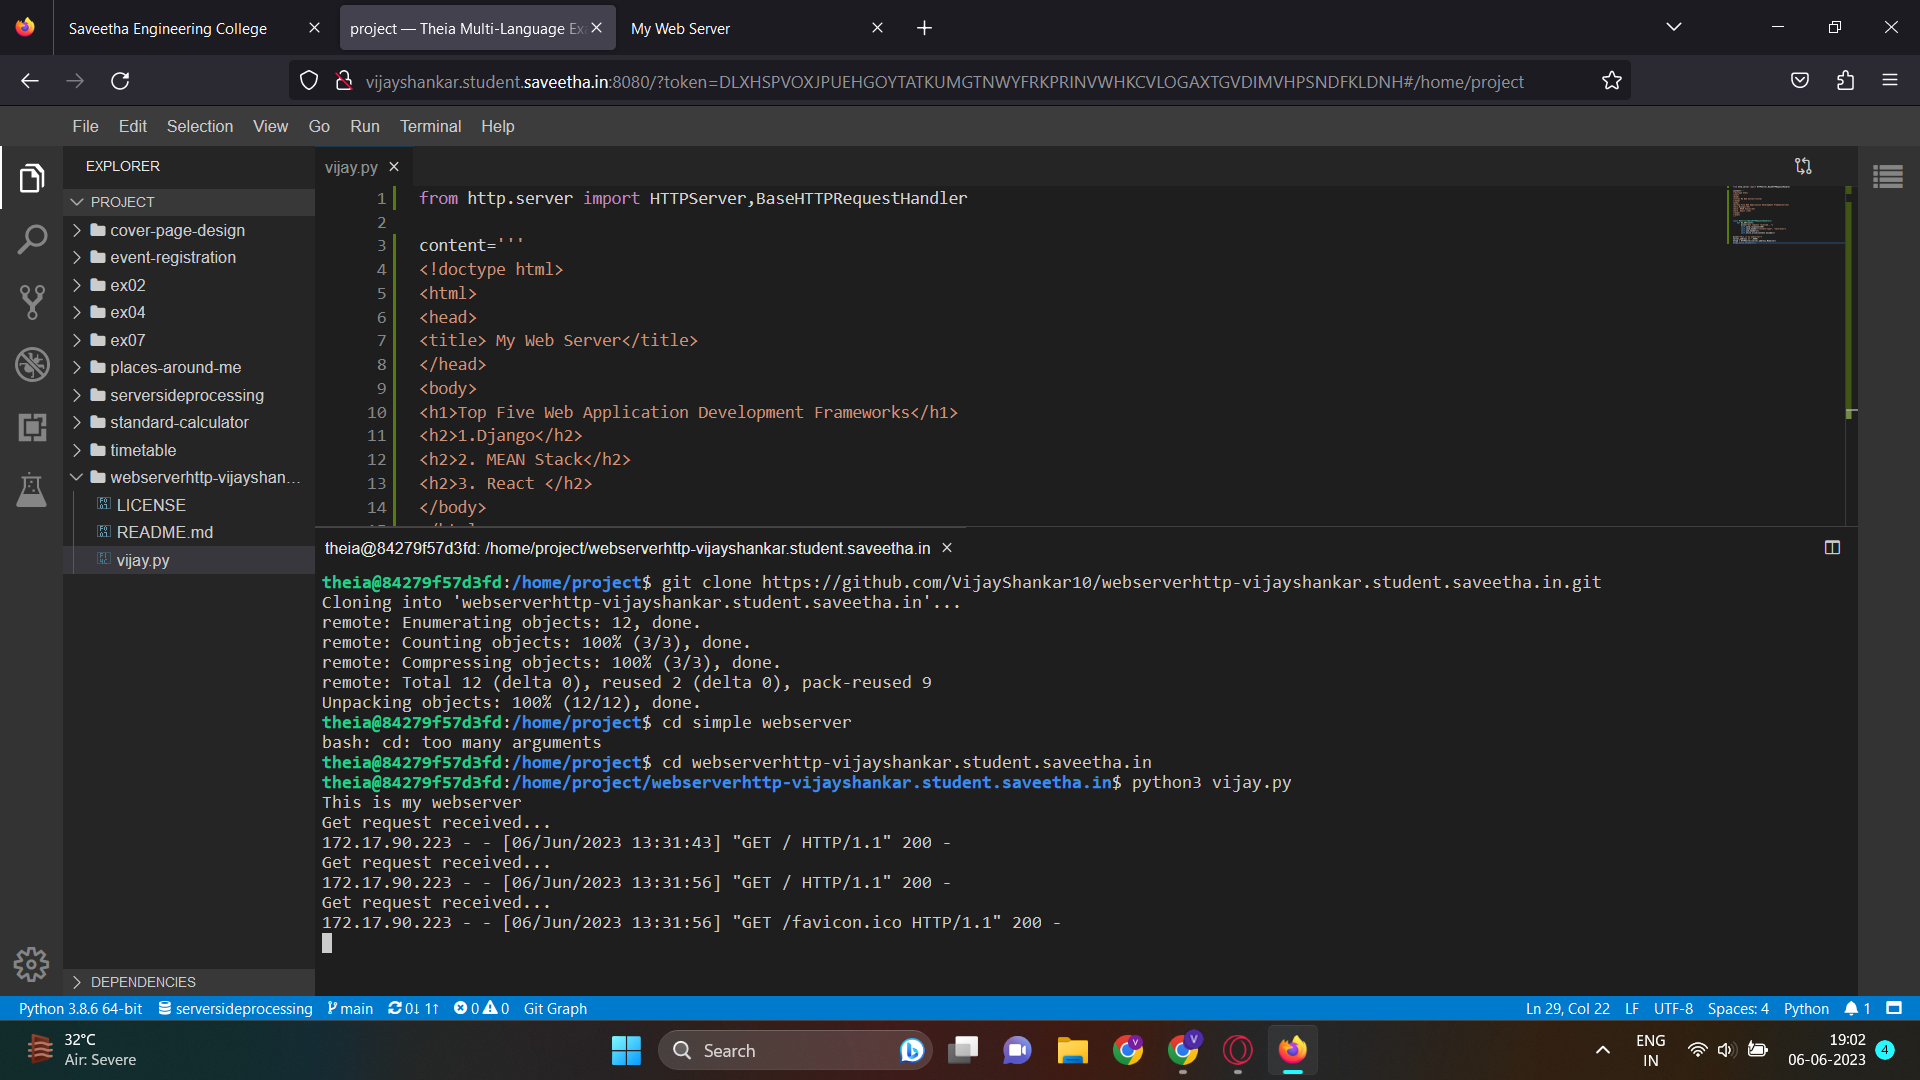 Saveetha Engineering College
project — Theia Multi-Language Ex
My Web Server
vijayshankar.student.saveetha.in:8080/?token=DLXHSPVOXJPUEHGOYTATKUMGTNWYFRKPRINVWHKCVLOGAXTGVDIMVHPSNDFKLDNH#/home/project
File Edit Selection View Go Run Terminal Help
EXPLORER
PROJECT
cover-page-design
event-registration
ex02
ex04
ex07
places-around-me
serversideprocessing
standard-calculator
timetable
webserverhttp-vijayshan...
LICENSE
README.md
vijay.py
DEPENDENCIES
vijay.py
1 from http.server import HTTPServer,BaseHTTPRequestHandler
2
3 content='''
4 <!doctype html>
5 <html>
6 <head>
7 <title> My Web Server</title>
8 </head>
9 <body>
10 <h1>Top Five Web Application Development Frameworks</h1>
11 <h2>1.Django</h2>
12 <h2>2. MEAN Stack</h2>
13 <h2>3. React </h2>
14 </body>
theia@84279f57d3fd: /home/project/webserverhttp-vijayshankar.student.saveetha.in
theia@84279f57d3fd:/home/project$ git clone https://github.com/VijayShankar10/webserverhttp-vijayshankar.student.saveetha.in.git
Cloning into 'webserverhttp-vijayshankar.student.saveetha.in'...
remote: Enumerating objects: 12, done.
remote: Counting objects: 100% (3/3), done.
remote: Compressing objects: 100% (3/3), done.
remote: Total 12 (delta 0), reused 2 (delta 0), pack-reused 9
Unpacking objects: 100% (12/12), done.
theia@84279f57d3fd:/home/project$ cd simple webserver
bash: cd: too many arguments
theia@84279f57d3fd:/home/project$ cd webserverhttp-vijayshankar.student.saveetha.in
theia@84279f57d3fd:/home/project/webserverhttp-vijayshankar.student.saveetha.in$ python3 vijay.py
This is my webserver
Get request received...
172.17.90.223 - - [06/Jun/2023 13:31:43] "GET / HTTP/1.1" 200 -
Get request received...
172.17.90.223 - - [06/Jun/2023 13:31:56] "GET / HTTP/1.1" 200 -
Get request received...
172.17.90.223 - - [06/Jun/2023 13:31:56] "GET /favicon.ico HTTP/1.1" 200 -
Python 3.8.6 64-bit serversideprocessing main 0↓ 1↑ 0 0 Git Graph Ln 29, Col 22 LF UTF-8 Spaces: 4 Python 1
32°C
Air: Severe
Search
ENG
IN
19:02
06-06-2023
4